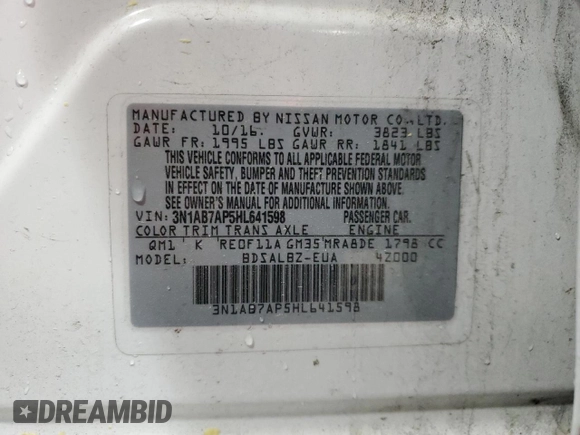 MANUFACTURED BY NISSAN MOTOR CO., LTD.
DATE: 10/16. GVWR: 3823 LBS
GAWR FR: 1995 LBS GAWR RR: 1841 LBS
THIS VEHICLE CONFORMS TO ALL APPLICABLE FEDERAL MOTOR
VEHICLE SAFETY, BUMPER AND THEFT PREVENTION STANDARDS
IN EFFECT ON THE DATE OF MANUFACTURE SHOWN ABOVE.
SEE OWNER'S MANUAL FOR ADDITIONAL INFORMATION.
VIN: 3N1AB7AP5HL641598 PASSENGER CAR.
COLOR TRIM TRANS AXLE ENGINE
QM1 K RE0F11A GM35 MRA8DE 1798 CC
MODEL: BDSALBZ-EUA 42000
3N1AB7AP5HL641598
DREAMBID